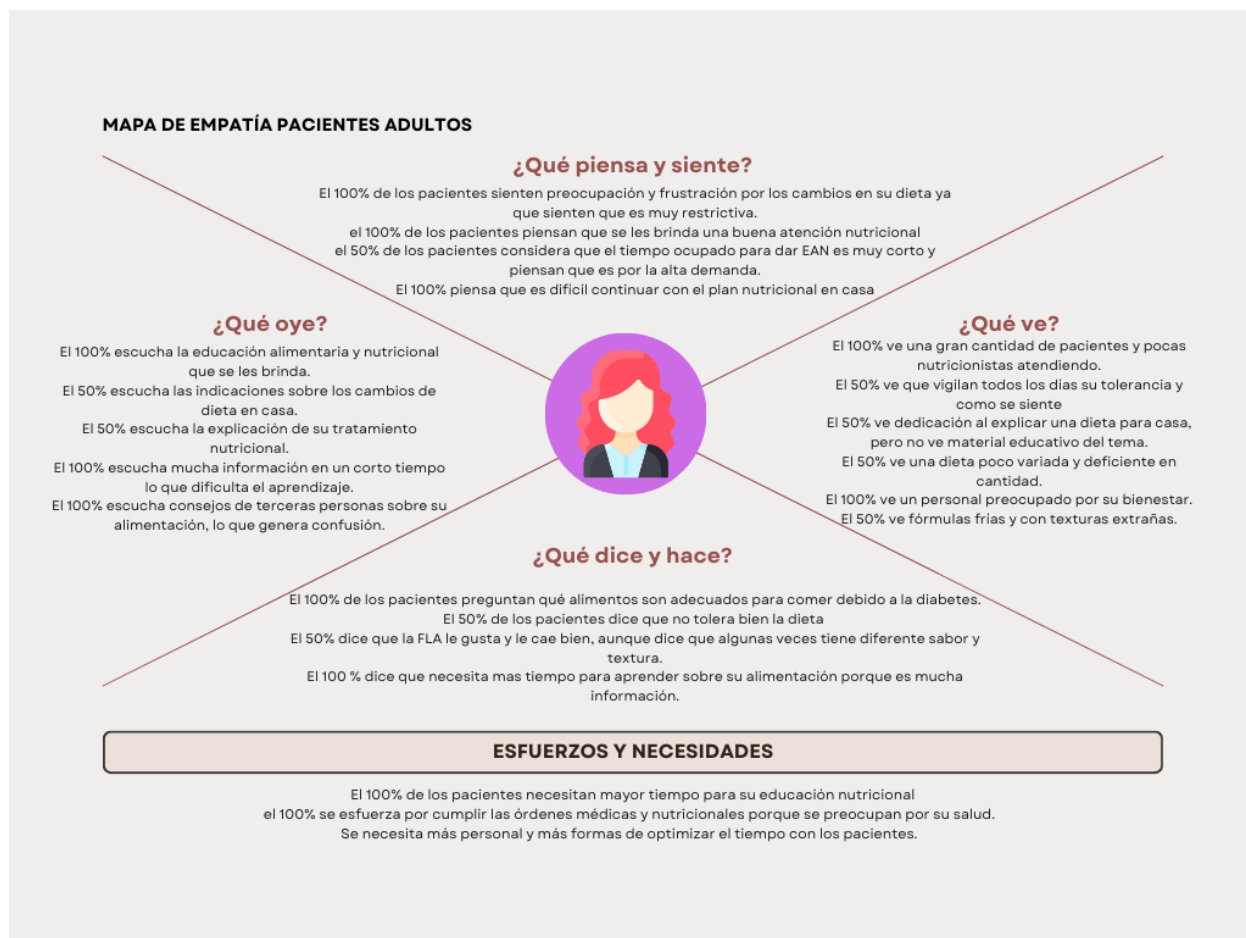 MAPA DE EMPATÍA PACIENTES ADULTOS
¿Qué piensa y siente?
El 100% de los pacientes sienten preocupación y frustración por los cambios en su dieta ya
que sienten que es muy restrictiva.
el 100% de los pacientes piensan que se les brinda una buena atención nutricional
el 50% de los pacientes considera que el tiempo ocupado para dar EAN es muy corto y
piensan que es por la alta demanda.
El 100% piensa que es dificil continuar con el plan nutricional en casa
¿Qué oye?
El 100% escucha la educación alimentaria y nutricional
que se les brinda.
El 50% escucha las indicaciones sobre los cambios de
dieta en casa.
El 50% escucha la explicación de su tratamiento
nutricional.
El 100% escucha mucha información en un corto tiempo
lo que dificulta el aprendizaje.
El 100% escucha consejos de terceras personas sobre su
alimentación, lo que genera confusión.
¿Qué ve?
El 100% ve una gran cantidad de pacientes y pocas
nutricionistas atendiendo.
El 50% ve que vigilan todos los días su tolerancia y
como se siente
El 50% ve dedicación al explicar una dieta para casa,
pero no ve material educativo del tema.
El 50% ve una dieta poco variada y deficiente en
cantidad.
El 100% ve un personal preocupado por su bienestar.
El 50% ve fórmulas frías y con texturas extrañas.
¿Qué dice y hace?
El 100% de los pacientes preguntan qué alimentos son adecuados para comer debido a la diabetes.
El 50% de los pacientes dice que no tolera bien la dieta
El 50% dice que la FLA le gusta y le cae bien, aunque dice que algunas veces tiene diferente sabor y
textura.
El 100 % dice que necesita mas tiempo para aprender sobre su alimentación porque es mucha
información.
ESFUERZOS Y NECESIDADES
El 100% de los pacientes necesitan mayor tiempo para su educación nutricional
el 100% se esfuerza por cumplir las órdenes médicas y nutricionales porque se preocupan por su salud.
Se necesita más personal y más formas de optimizar el tiempo con los pacientes.